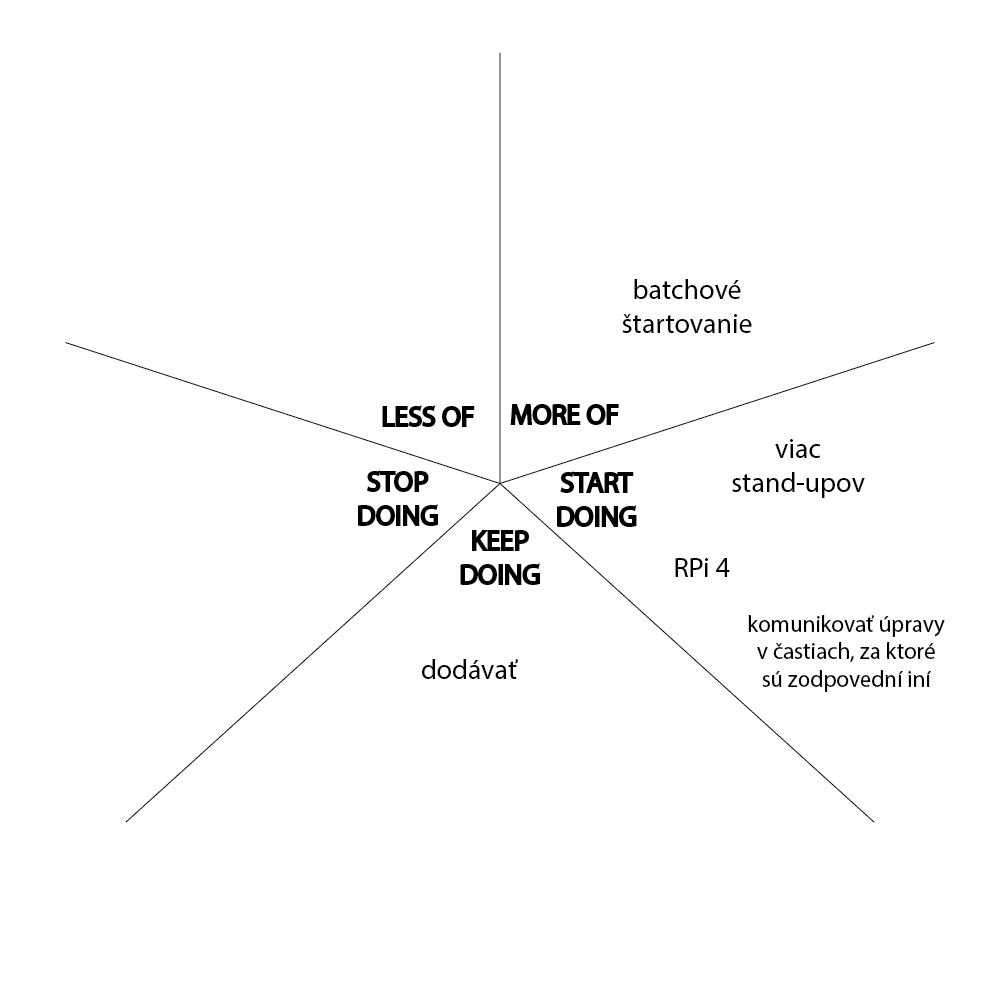 batchové
štartovanie
LESS OF
MORE OF
viac
stand-upov
STOP
DOING
START
DOING
KEEP
DOING
RPi 4
komunikovať úpravy
v častiach, za ktoré
sú zodpovední iní
dodávať